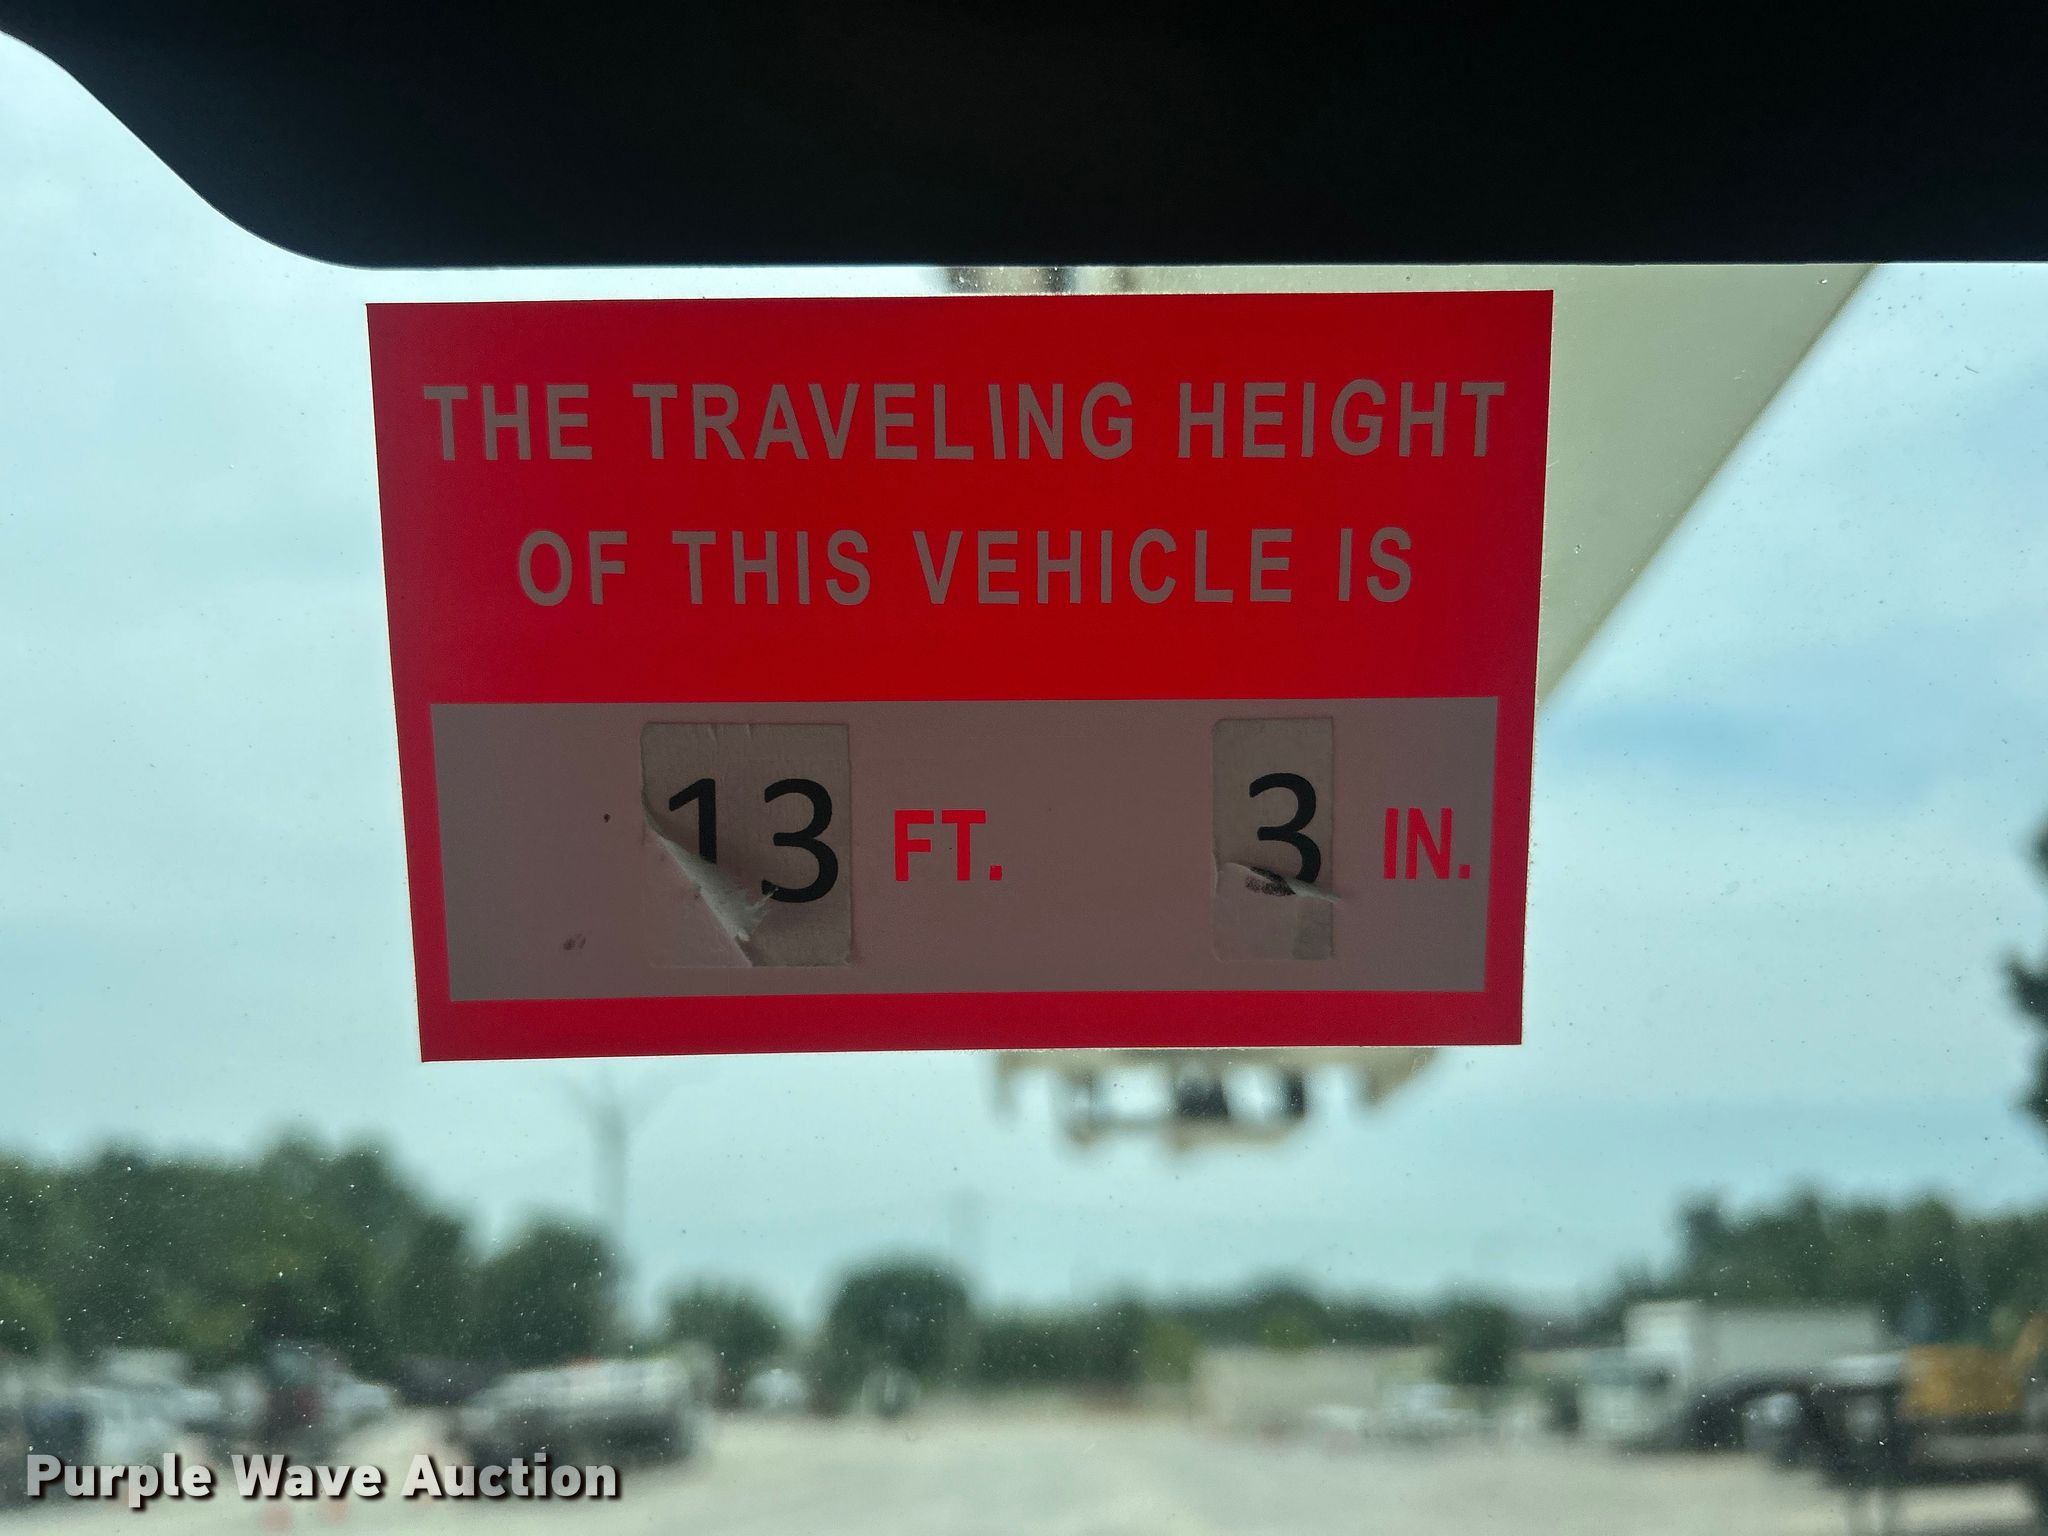 THE TRAVELING HEIGHT
OF THIS VEHICLE IS
13 FT. 3 IN.
Purple Wave Auction